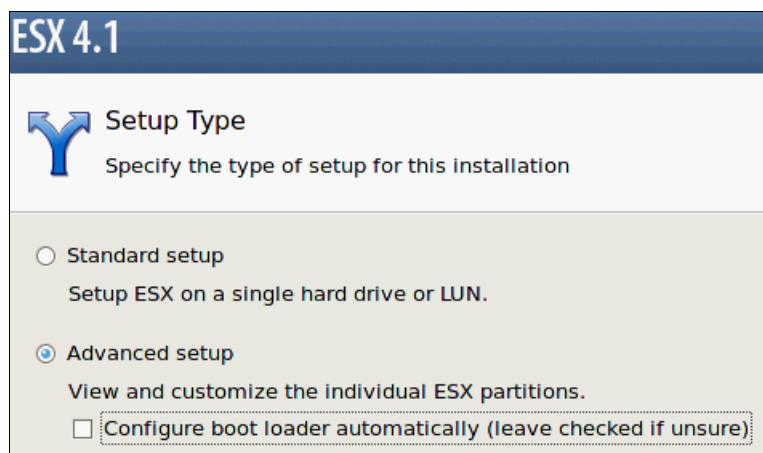 ESX 4.1
Setup Type
Specify the type of setup for this installation
Standard setup
Setup ESX on a single hard drive or LUN.
Advanced setup
View and customize the individual ESX partitions.
Configure boot loader automatically (leave checked if unsure)